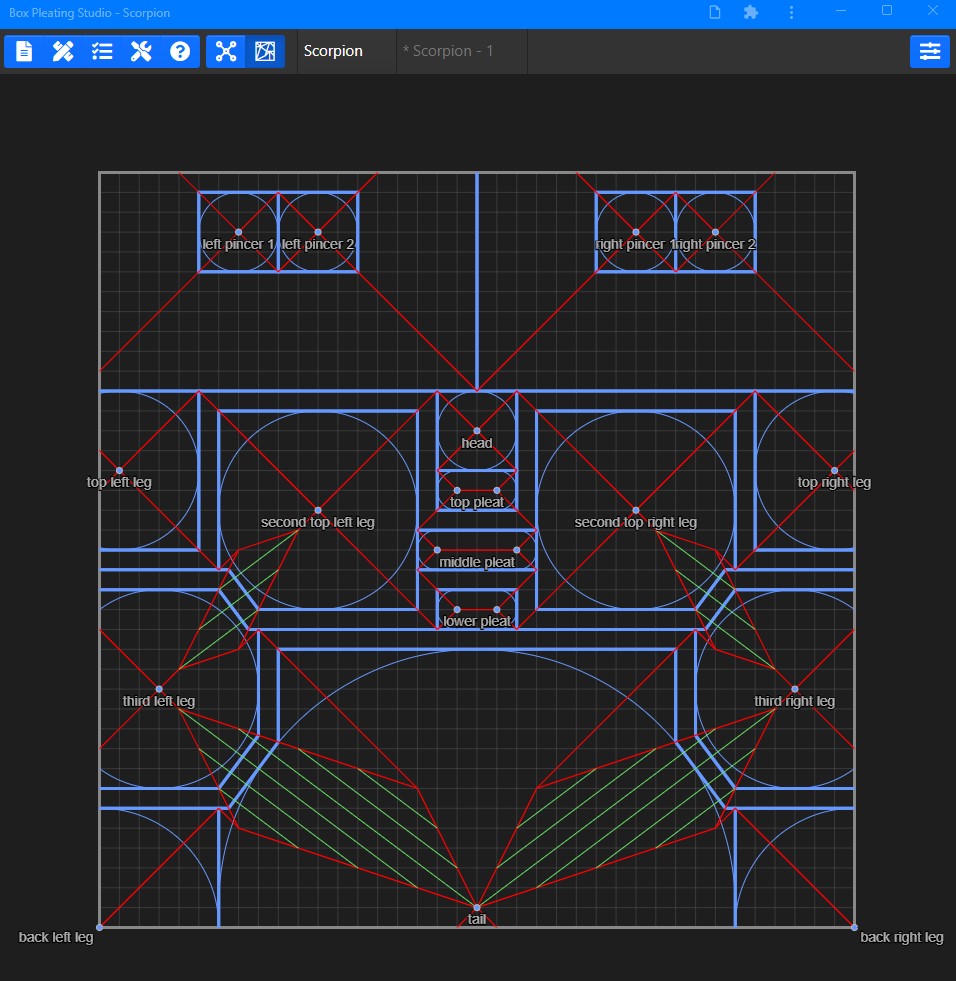 Box Pleating Studio - Scorpion
Scorpion
* Scorpion - 1
left pincer 1
left pincer 2
right pincer 1
right pincer 2
head
top left leg
top right leg
top pleat
second top left leg
second top right leg
middle pleat
lower pleat
third left leg
third right leg
tail
back left leg
back right leg